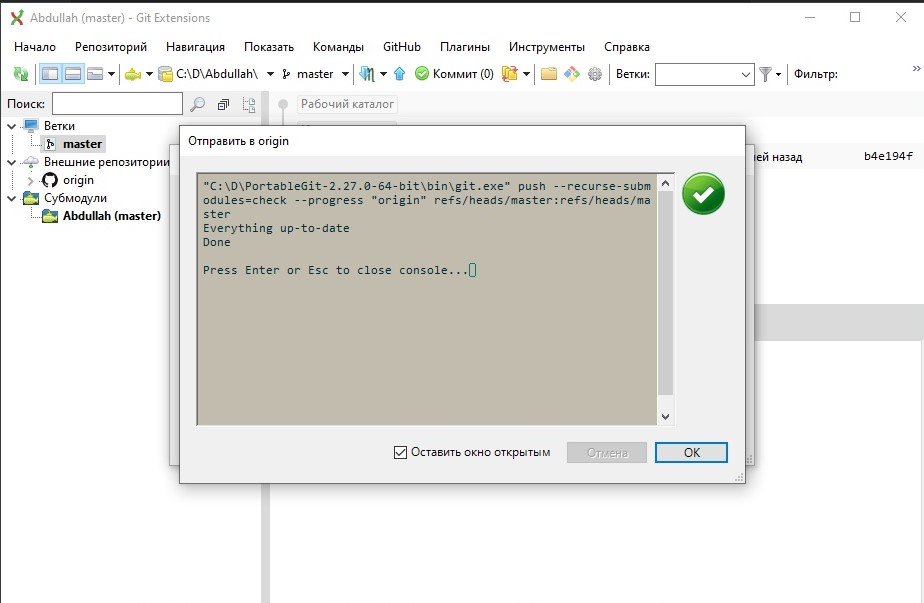 Abdullah (master) - Git Extensions
Начало Репозиторий Навигация Показать Команды GitHub Плагины Инструменты Справка
C:\D\Abdullah\ master Коммит (0) Ветки: Фильтр:
Поиск:
Рабочий каталог
Ветки
master
Внешние репозитории
origin
Субмодули
Abdullah (master)
назад b4e194f
Отправить в origin
"C:\D\PortableGit-2.27.0-64-bit\bin\git.exe" push --recurse-subm
odules=check --progress "origin" refs/heads/master:refs/heads/ma
ster
Everything up-to-date
Done
Press Enter or Esc to close console...
Оставить окно открытым Отмена OK